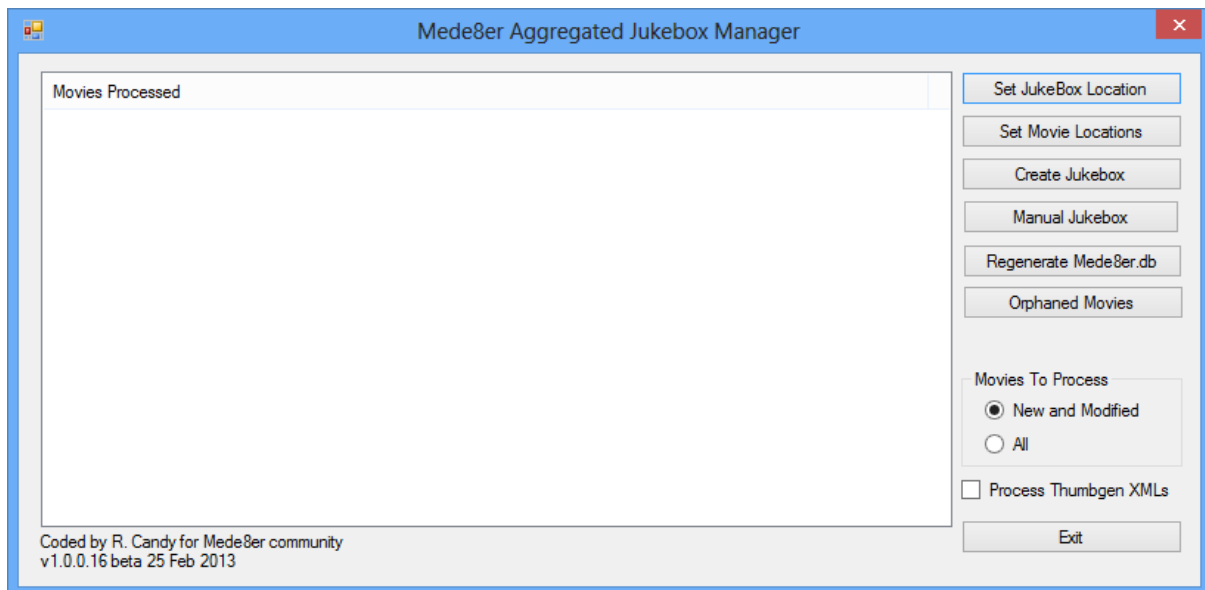 Mede8er Aggregated Jukebox Manager
Movies Processed
Set JukeBox Location
Set Movie Locations
Create Jukebox
Manual Jukebox
Regenerate Mede8er.db
Orphaned Movies
Movies To Process
New and Modified
All
Process Thumbgen XMLs
Exit
Coded by R. Candy for Mede8er community
v1.0.0.16 beta 25 Feb 2013